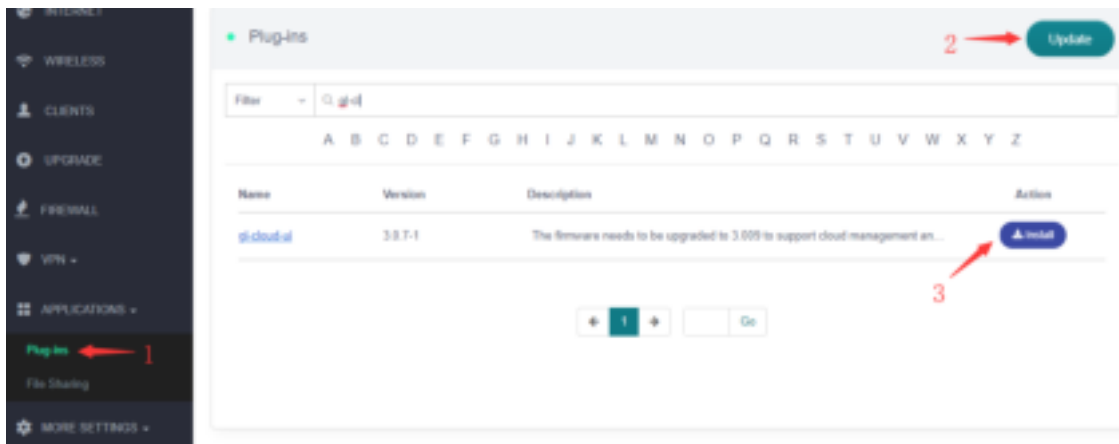 INTERNET
WIRELESS
CLIENTS
UPGRADE
FIREWALL
VPN
APPLICATIONS
Plug-ins
1
File Sharing
MORE SETTINGS
Plug-ins
2
Update
Filter
gl-cl
A B C D E F G H I J K L M N O P Q R S T U V W X Y Z
Name Version Description Action
gl-cloud-ui 3.0.7-1 The firmware needs to be upgraded to 3.009 to support cloud management an... Install
3
1 Go